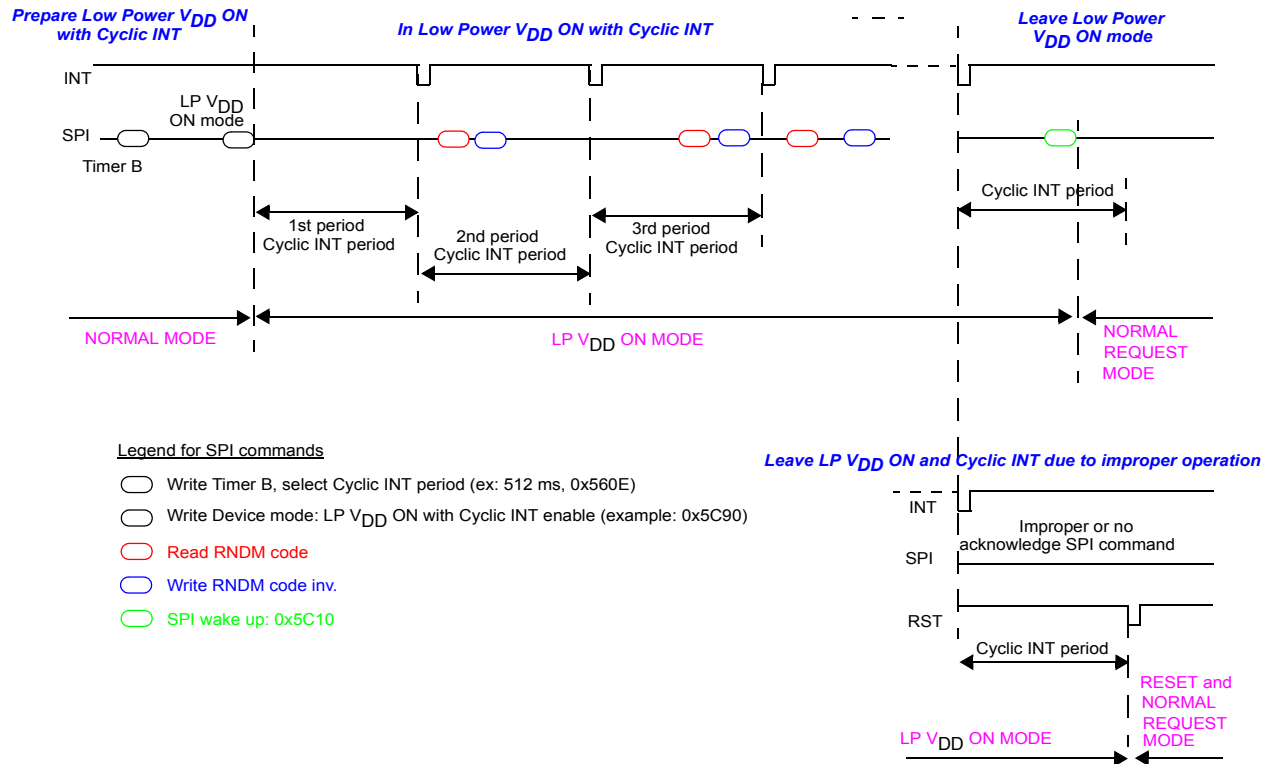 Prepare Low Power VDD ON
with Cyclic INT
In Low Power VDD ON with Cyclic INT
Leave Low Power
VDD ON mode
INT
LP VDD
ON mode
SPI
Timer B
1st period
Cyclic INT period
2nd period
Cyclic INT period
3rd period
Cyclic INT period
Cyclic INT period
NORMAL MODE
LP VDD ON MODE
NORMAL
REQUEST
MODE
Legend for SPI commands
Write Timer B, select Cyclic INT period (ex: 512 ms, 0x560E)
Write Device mode: LP VDD ON with Cyclic INT enable (example: 0x5C90)
Read RNDM code
Write RNDM code inv.
SPI wake up: 0x5C10
Leave LP VDD ON and Cyclic INT due to improper operation
INT
Improper or no
acknowledge SPI command
SPI
RST
Cyclic INT period
RESET and
NORMAL
REQUEST
MODE
LP VDD ON MODE